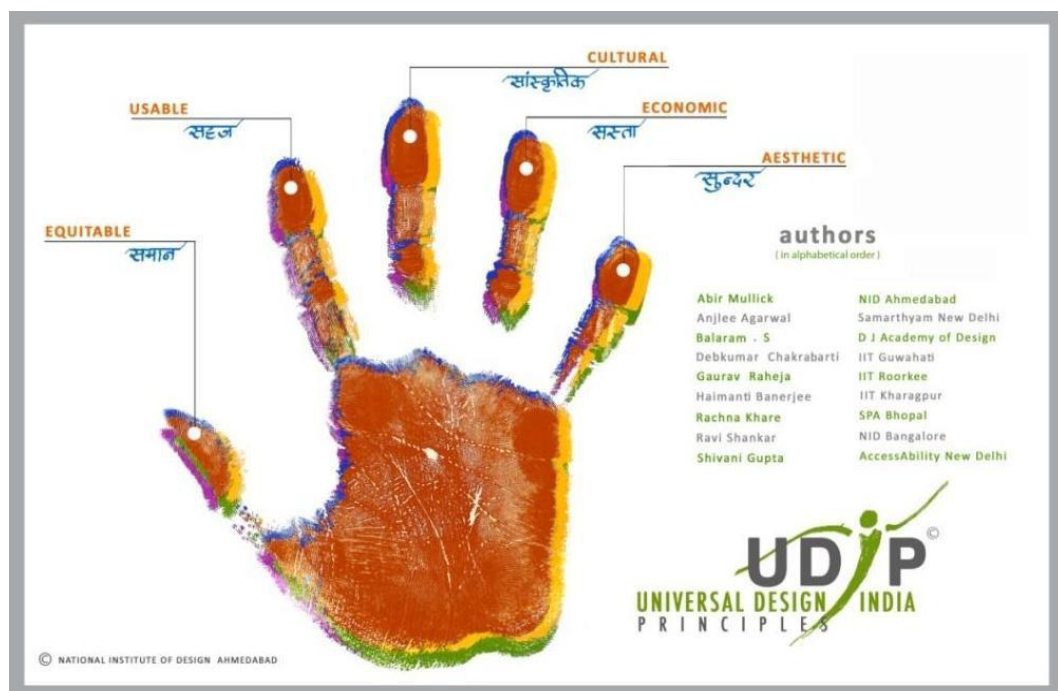 CULTURAL
सांस्कृतिक
USABLE
सहज
ECONOMIC
सस्ता
AESTHETIC
सुन्दर
EQUITABLE
समान
authors
( in alphabetical order )
Abir Mullick NID Ahmedabad
Anjlee Agarwal Samarthyam New Delhi
Balaram . S D J Academy of Design
Debkumar Chakrabarti IIT Guwahati
Gaurav Raheja IIT Roorkee
Haimanti Banerjee IIT Kharagpur
Rachna Khare SPA Bhopal
Ravi Shankar NID Bangalore
Shivani Gupta AccessAbility New Delhi
UDiP ©
UNIVERSAL DESIGN INDIA
PRINCIPLES
© NATIONAL INSTITUTE OF DESIGN AHMEDABAD